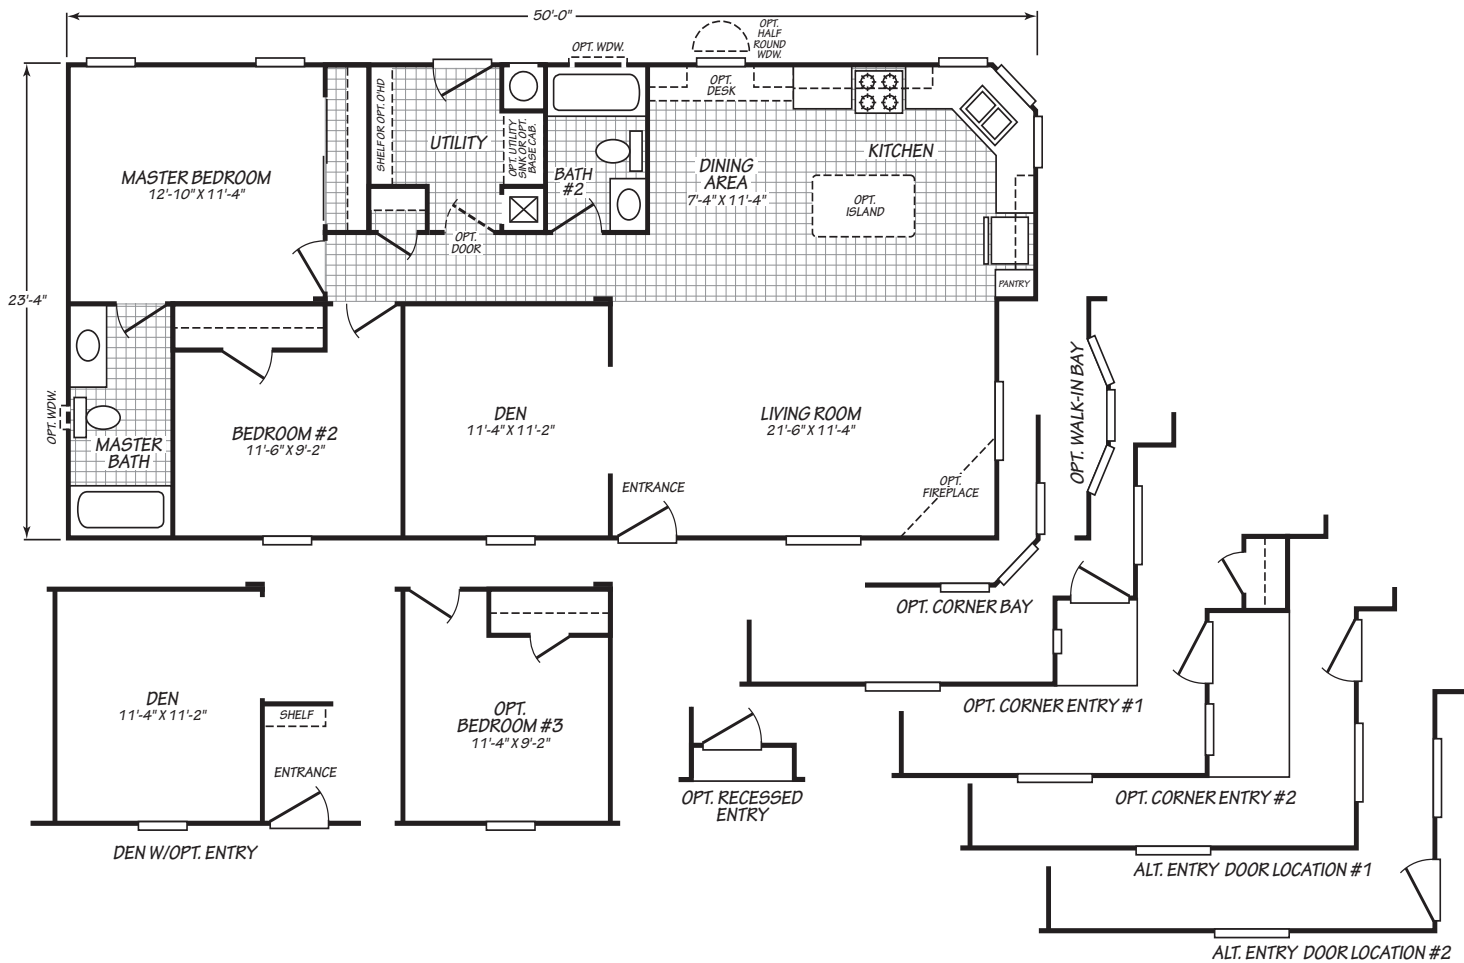 50'-0"
OPT.
HALF
ROUND
WDW.
OPT. WDW.
OPT.
DESK
SHELF OR OPT. O'HD
UTILITY
OPT. UTILITY
SINK OR OPT.
BASE CAB.
KITCHEN
MASTER BEDROOM
12'-10" X 11'-4"
BATH
#2
DINING
AREA
7'-4" X 11'-4"
OPT.
ISLAND
OPT.
DOOR
PANTRY
23'-4"
OPT. WDW.
MASTER
BATH
BEDROOM #2
11'-6" X 9'-2"
DEN
11'-4" X 11'-2"
LIVING ROOM
21'-6" X 11'-4"
ENTRANCE
OPT.
FIREPLACE
OPT. WALK-IN BAY
OPT. CORNER BAY
DEN
11'-4" X 11'-2"
SHELF
ENTRANCE
DEN W/OPT. ENTRY
OPT.
BEDROOM #3
11'-4" X 9'-2"
OPT. RECESSED
ENTRY
OPT. CORNER ENTRY #1
OPT. CORNER ENTRY #2
ALT. ENTRY DOOR LOCATION #1
ALT. ENTRY DOOR LOCATION #2